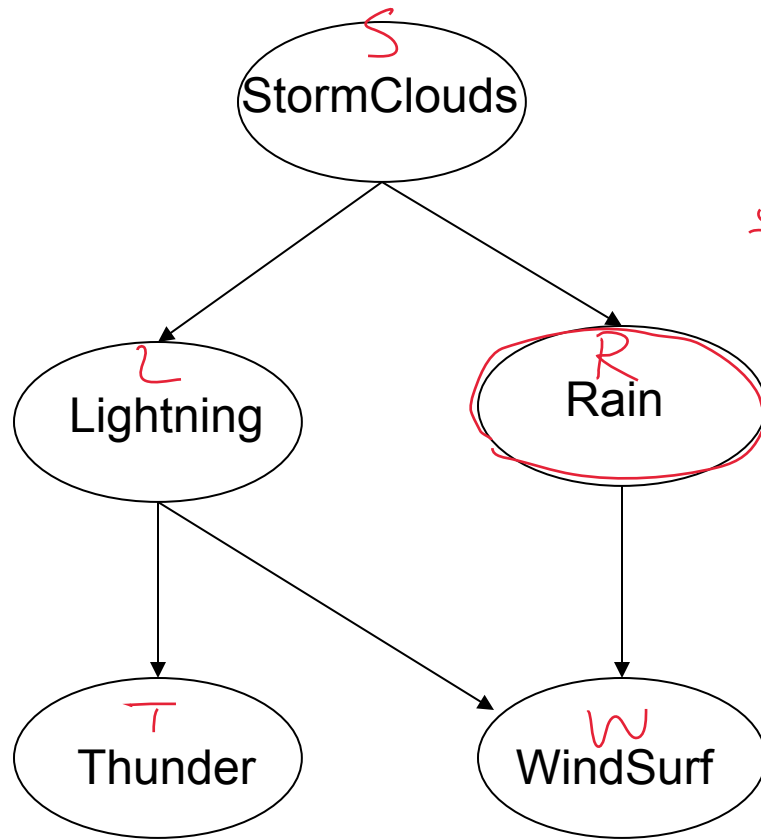 S
StormClouds
L
R
Lightning
Rain
T
W
Thunder
WindSurf